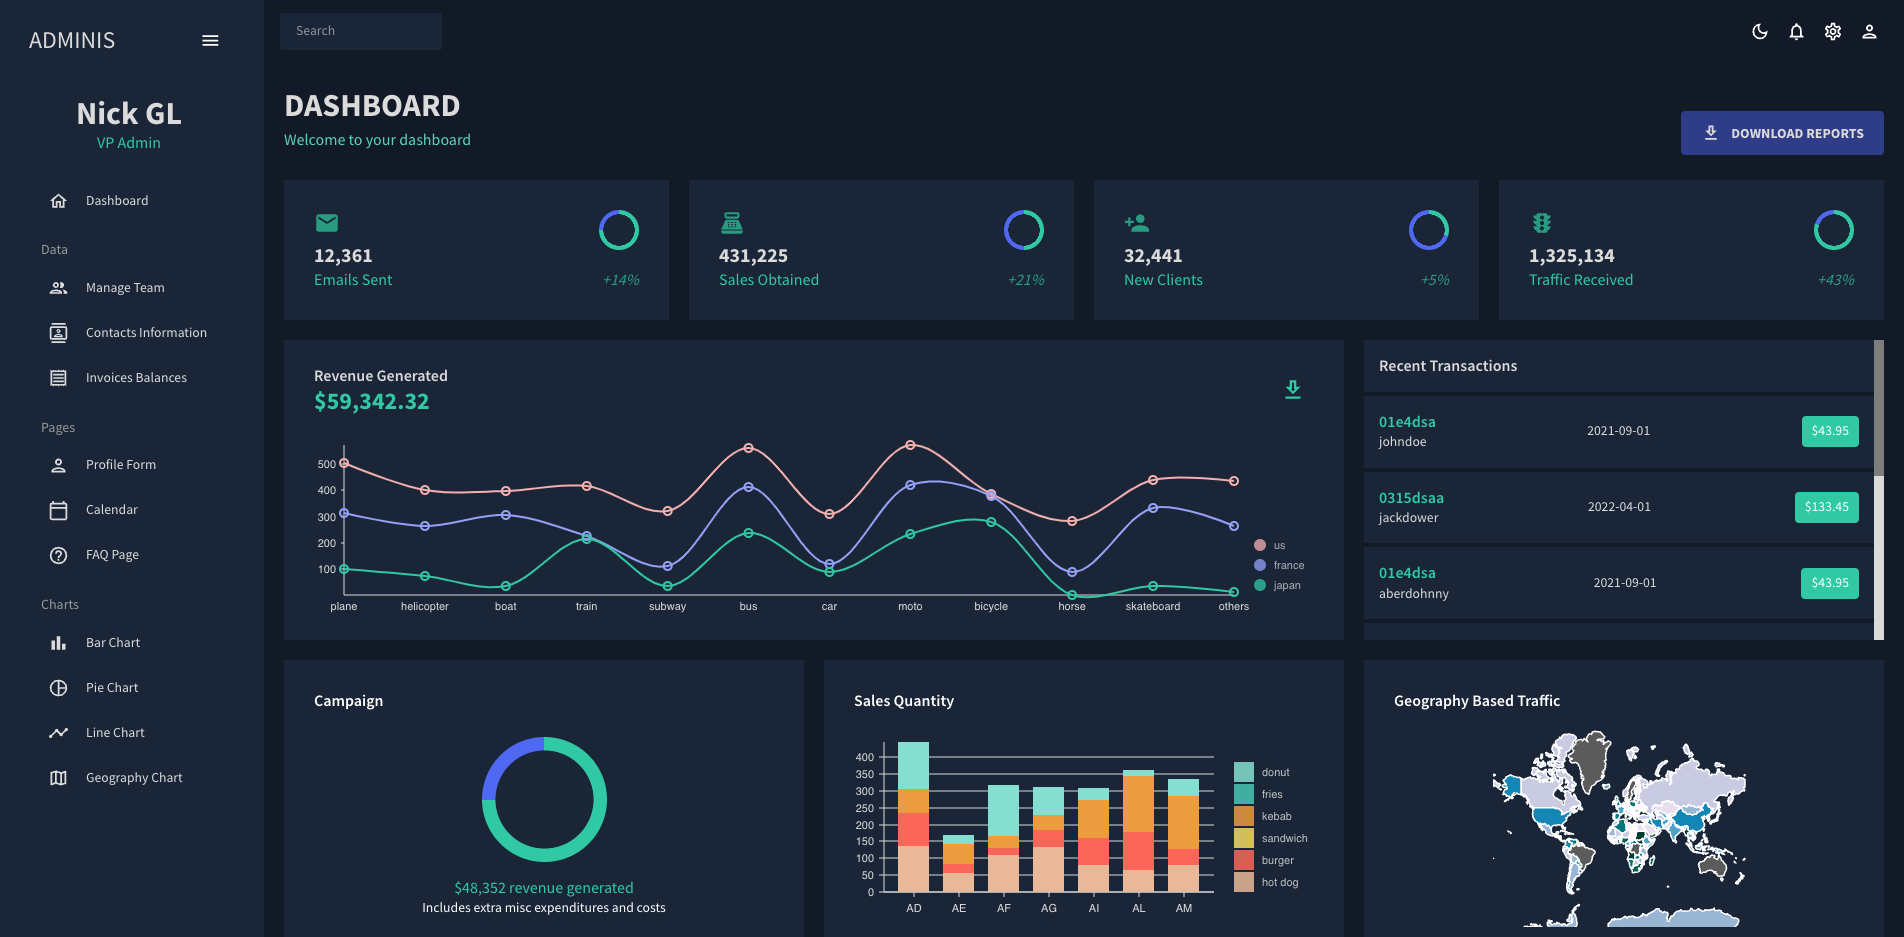 ADMINIS
Search
Nick GL
VP Admin
Dashboard
Data
Manage Team
Contacts Information
Invoices Balances
Pages
Profile Form
Calendar
FAQ Page
Charts
Bar Chart
Pie Chart
Line Chart
Geography Chart
DASHBOARD
Welcome to your dashboard
DOWNLOAD REPORTS
12,361
Emails Sent
+14%
431,225
Sales Obtained
+21%
32,441
New Clients
+5%
1,325,134
Traffic Received
+43%
Revenue Generated
$59,342.32
500
400
300
200
100
plane helicopter boat train subway bus car moto bicycle horse skateboard others
us
france
japan
Recent Transactions
01e4dsa
johndoe
2021-09-01
$43.95
0315dsaa
jackdower
2022-04-01
$133.45
01e4dsa
aberdohnny
2021-09-01
$43.95
Campaign
$48,352 revenue generated
Includes extra misc expenditures and costs
Sales Quantity
400
350
300
250
200
150
100
50
0
AD AE AF AG AI AL AM
donut
fries
kebab
sandwich
burger
hot dog
Geography Based Traffic